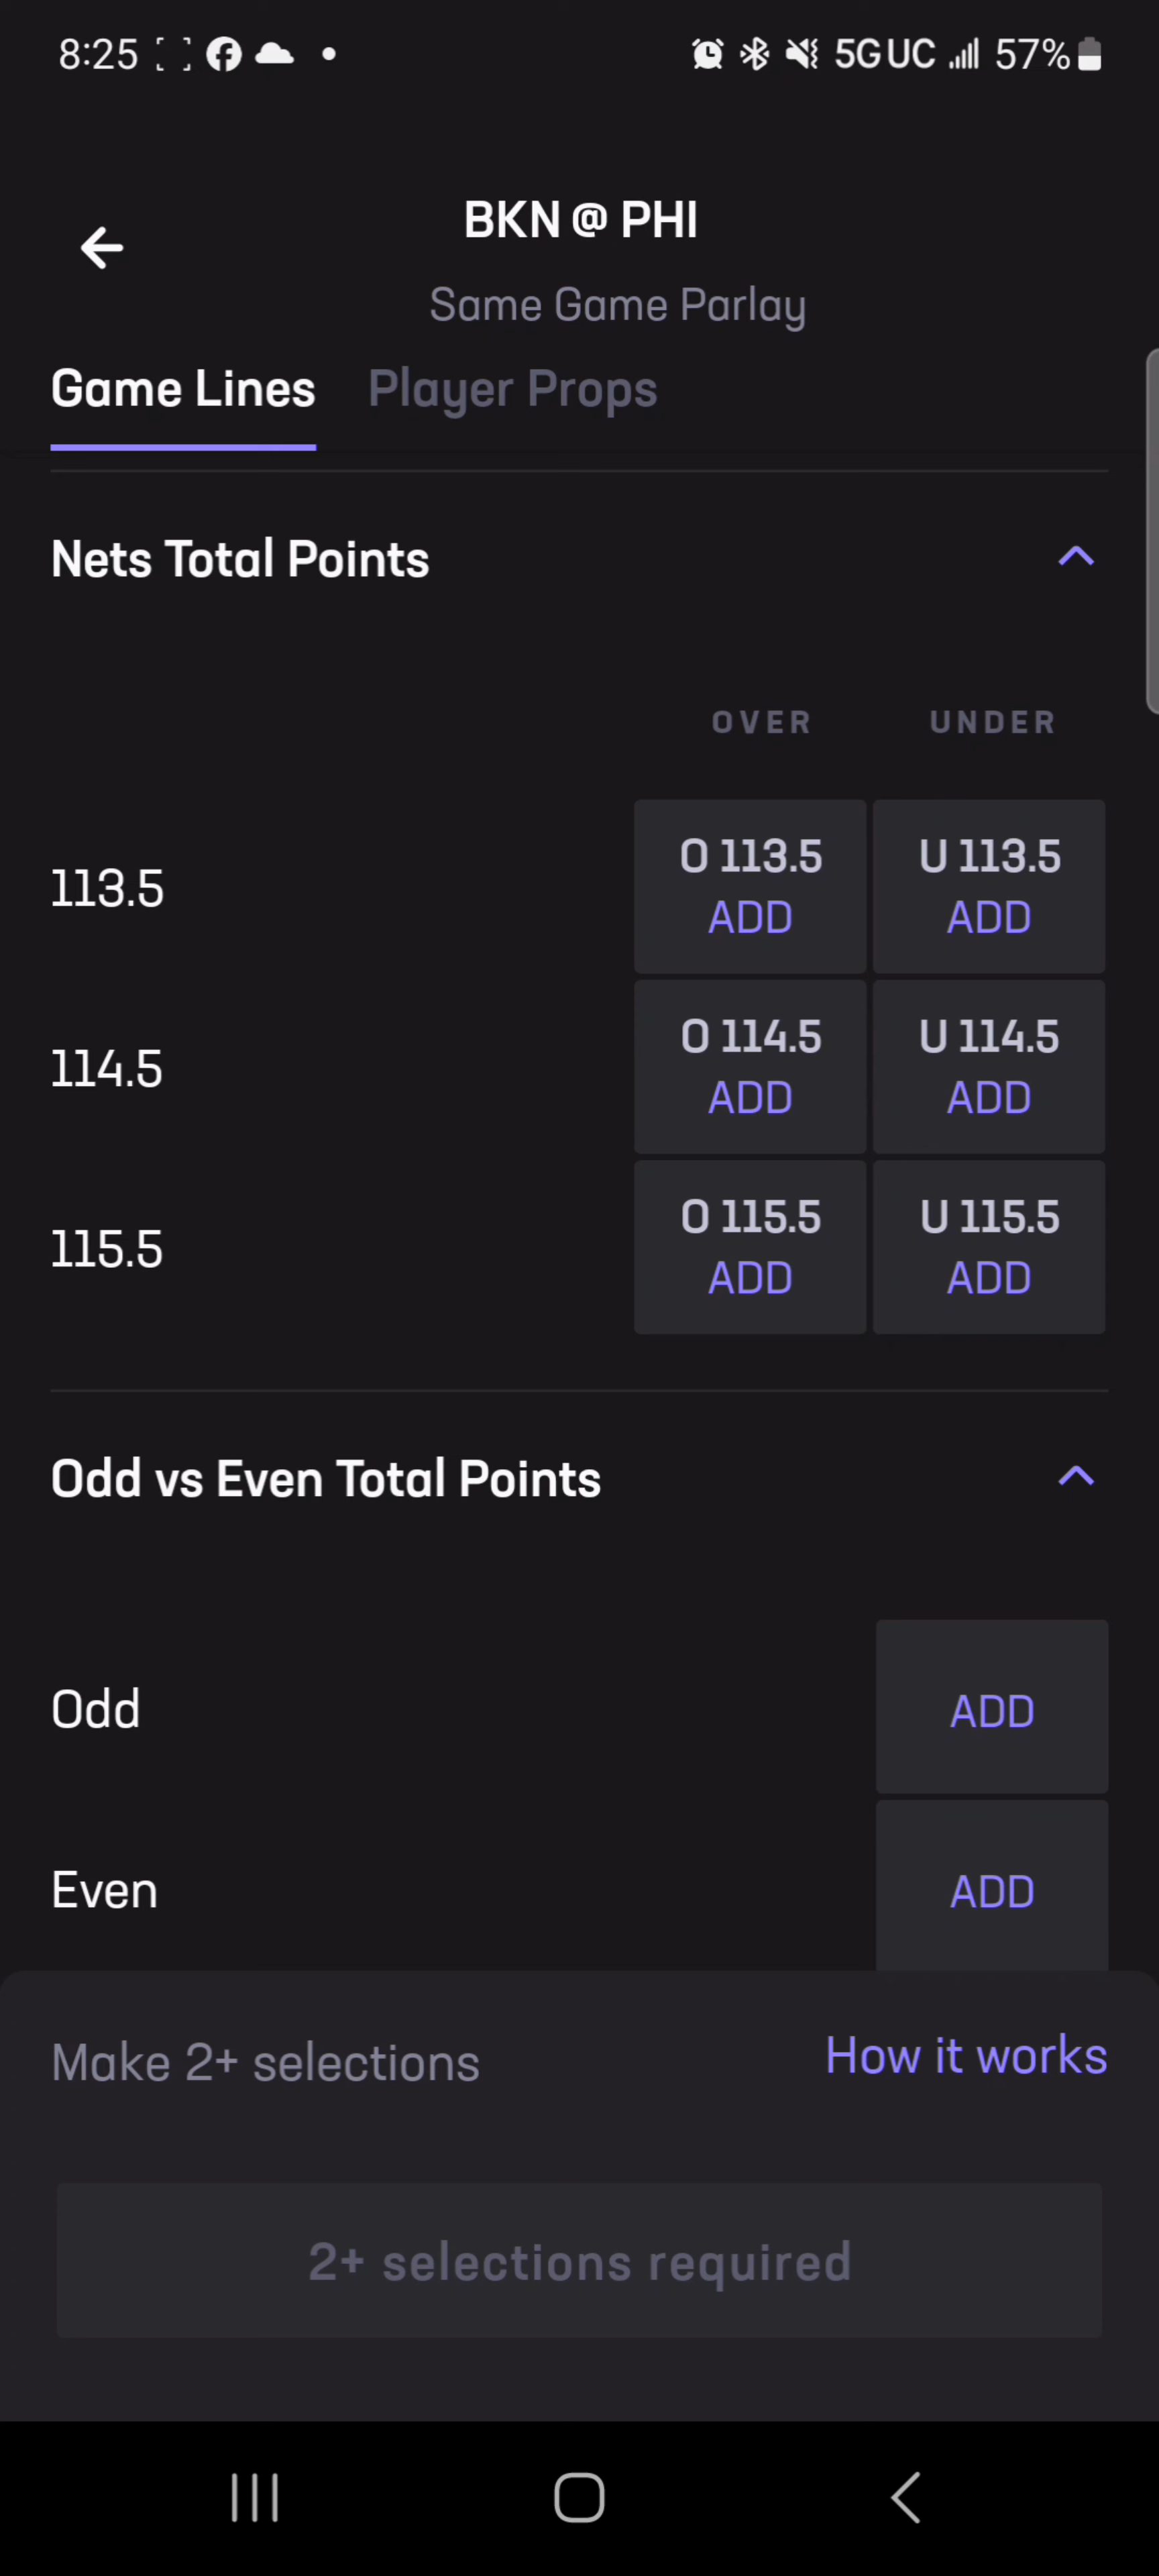 8:25 5G UC 57%
BKN @ PHI
Same Game Parlay
Game Lines Player Props
Nets Total Points
OVER UNDER
113.5 O 113.5 ADD U 113.5 ADD
114.5 O 114.5 ADD U 114.5 ADD
115.5 O 115.5 ADD U 115.5 ADD
Odd vs Even Total Points
Odd ADD
Even ADD
Make 2+ selections How it works
2+ selections required